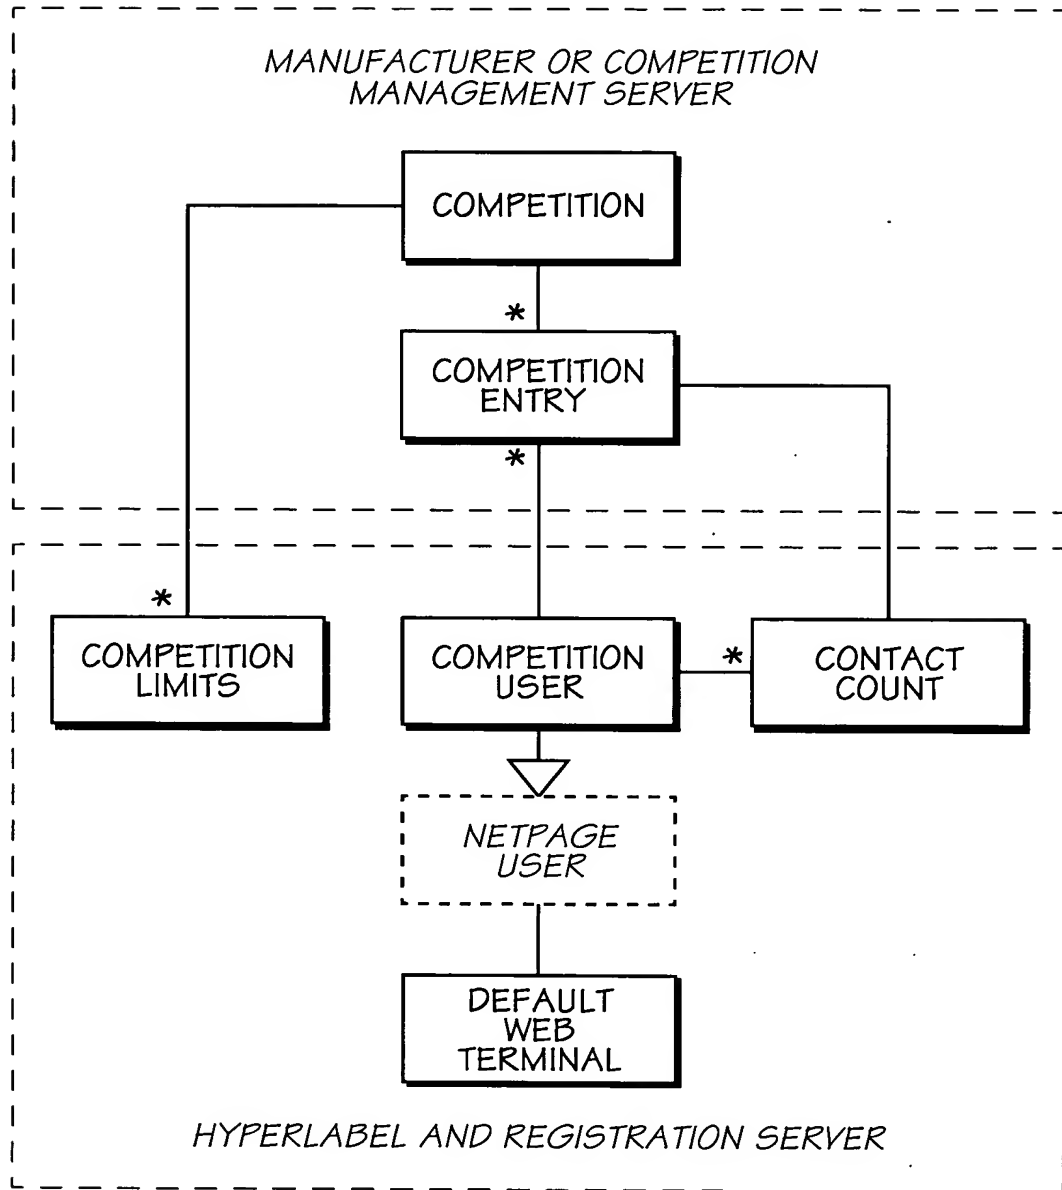 MANUFACTURER OR COMPETITION
MANAGEMENT SERVER
COMPETITION
*
COMPETITION
ENTRY
*
*
COMPETITION
LIMITS
COMPETITION
USER
*
CONTACT
COUNT
NETPAGE
USER
DEFAULT
WEB
TERMINAL
HYPERLABEL AND REGISTRATION SERVER